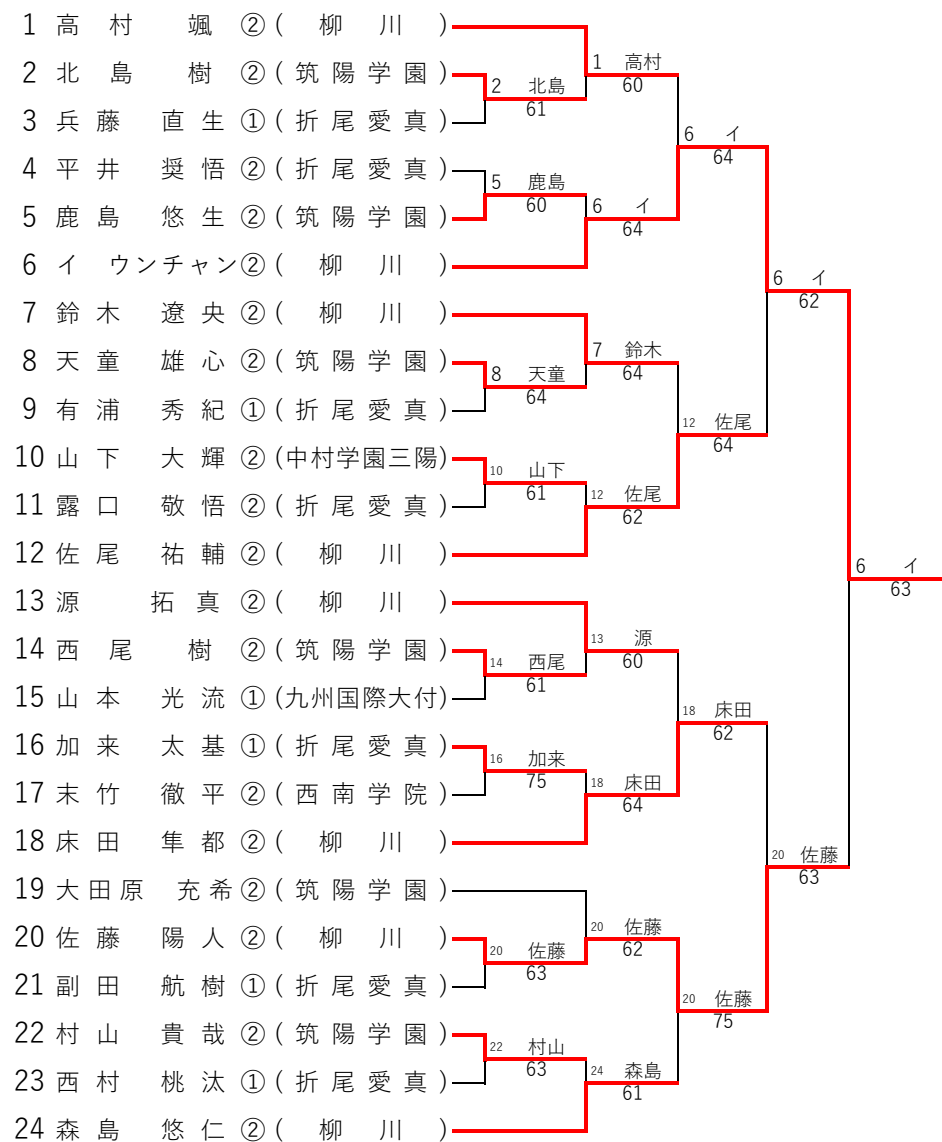 1 高村 颯 ② ( 柳 川 )
2 北島 樹 ② ( 筑陽学園 )
3 兵藤 直生 ① ( 折尾愛真 )
4 平井 奨悟 ② ( 折尾愛真 )
5 鹿島 悠生 ② ( 筑陽学園 )
6 イ ウンチャン ② ( 柳 川 )
7 鈴木 遼央 ② ( 柳 川 )
8 天童 雄心 ② ( 筑陽学園 )
9 有浦 秀紀 ① ( 折尾愛真 )
10 山下 大輝 ② (中村学園三陽)
11 露口 敬悟 ② ( 折尾愛真 )
12 佐尾 祐輔 ② ( 柳 川 )
13 源 拓真 ② ( 柳 川 )
14 西尾 樹 ② ( 筑陽学園 )
15 山本 光流 ① (九州国際大付)
16 加来 太基 ① ( 折尾愛真 )
17 末竹 徹平 ② ( 西南学院 )
18 床田 隼都 ② ( 柳 川 )
19 大田原 充希 ② ( 筑陽学園 )
20 佐藤 陽人 ② ( 柳 川 )
21 副田 航樹 ① ( 折尾愛真 )
22 村山 貴哉 ② ( 筑陽学園 )
23 西村 桃汰 ① ( 折尾愛真 )
24 森島 悠仁 ② ( 柳 川 )
2 北島
61
5 鹿島
60
8 天童
64
10 山下
61
14 西尾
61
16 加来
75
20 佐藤
63
22 村山
63
1 高村
60
6 イ
64
7 鈴木
64
12 佐尾
62
13 源
60
18 床田
64
20 佐藤
62
24 森島
61
6 イ
64
12 佐尾
64
18 床田
62
20 佐藤
75
6 イ
62
20 佐藤
63
6 イ
63